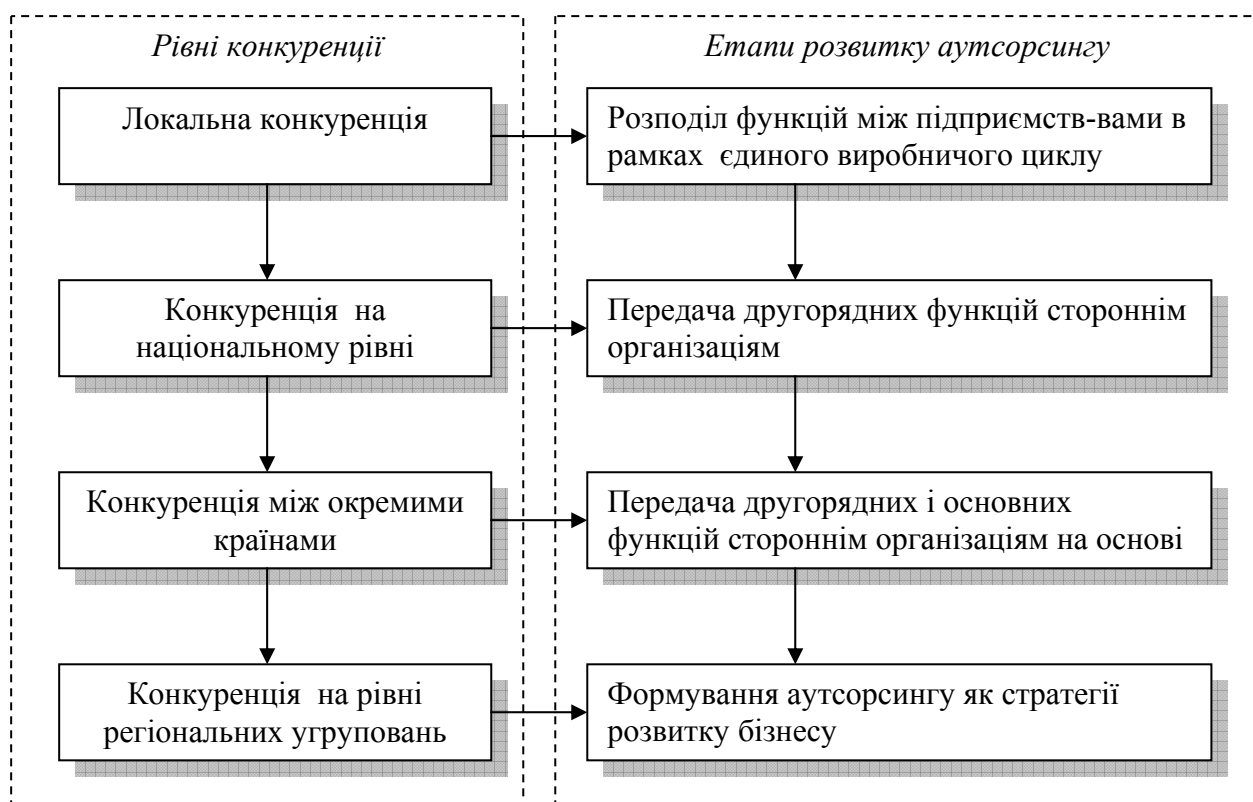 Рівні конкуренції
Етапи розвитку аутсорсингу
Локальна конкуренція
Розподіл функцій між підприємств-вами в
рамках єдиного виробничого циклу
Конкуренція на
національному рівні
Передача другорядних функцій стороннім
організаціям
Конкуренція між окремими
країнами
Передача другорядних і основних
функцій стороннім організаціям на основі
Конкуренція на рівні
регіональних угруповань
Формування аутсорсингу як стратегії
розвитку бізнесу